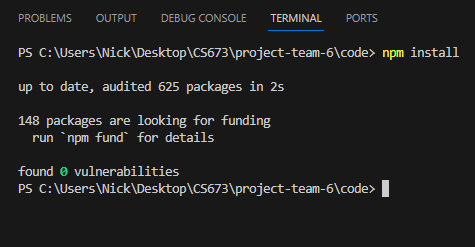 PROBLEMS OUTPUT DEBUG CONSOLE TERMINAL PORTS
PS C:\Users\Nick\Desktop\CS673\project-team-6\code> npm install
up to date, audited 625 packages in 2s
148 packages are looking for funding
  run `npm fund` for details
found 0 vulnerabilities
PS C:\Users\Nick\Desktop\CS673\project-team-6\code>